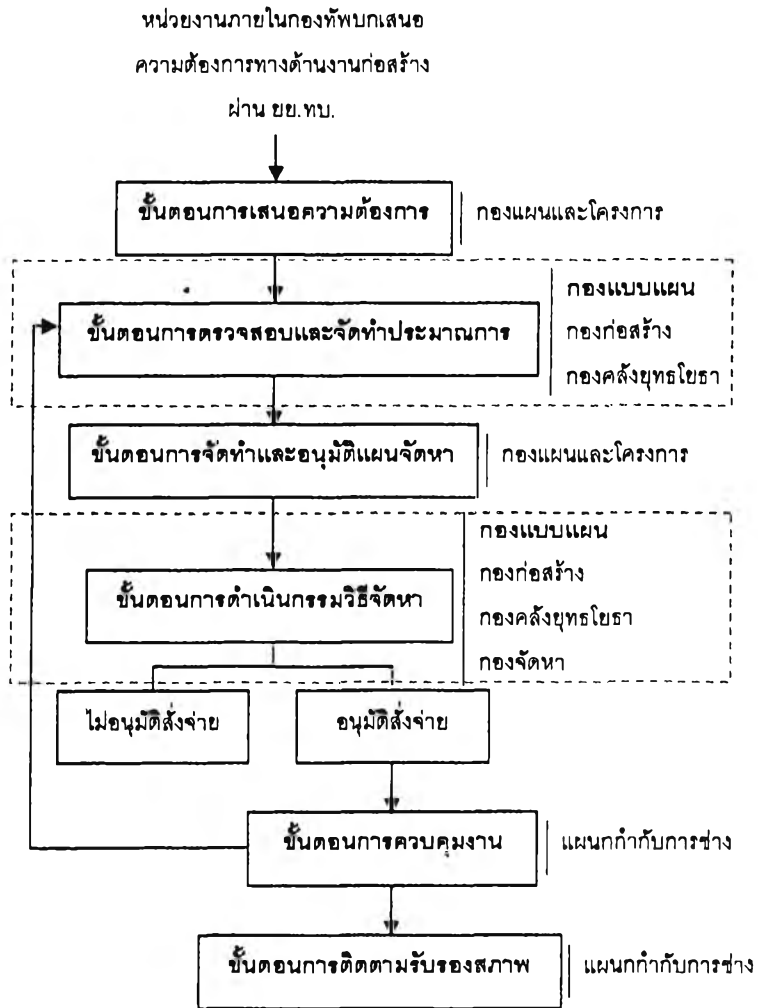 หน่วยงานภายในกองทัพบกเสนอ
ความต้องการทางด้านงานก่อสร้าง
ผ่าน ยย.ทบ.
ขั้นตอนการเสนอความต้องการ
กองแผนและโครงการ
ขั้นตอนการตรวจสอบและจัดทำประมาณการ
กองแบบแผน
กองก่อสร้าง
กองคลังยุทธโยธา
ขั้นตอนการจัดทำและอนุมัติแผนจัดหา
กองแผนและโครงการ
ขั้นตอนการดำเนินกรรมวิธีจัดหา
กองแบบแผน
กองก่อสร้าง
กองคลังยุทธโยธา
กองจัดหา
ไม่อนุมัติสั่งจ่าย
อนุมัติสั่งจ่าย
ขั้นตอนการควบคุมงาน
แผนกกำกับการช่าง
ขั้นตอนการติดตามรับรองสภาพ
แผนกกำกับการช่าง